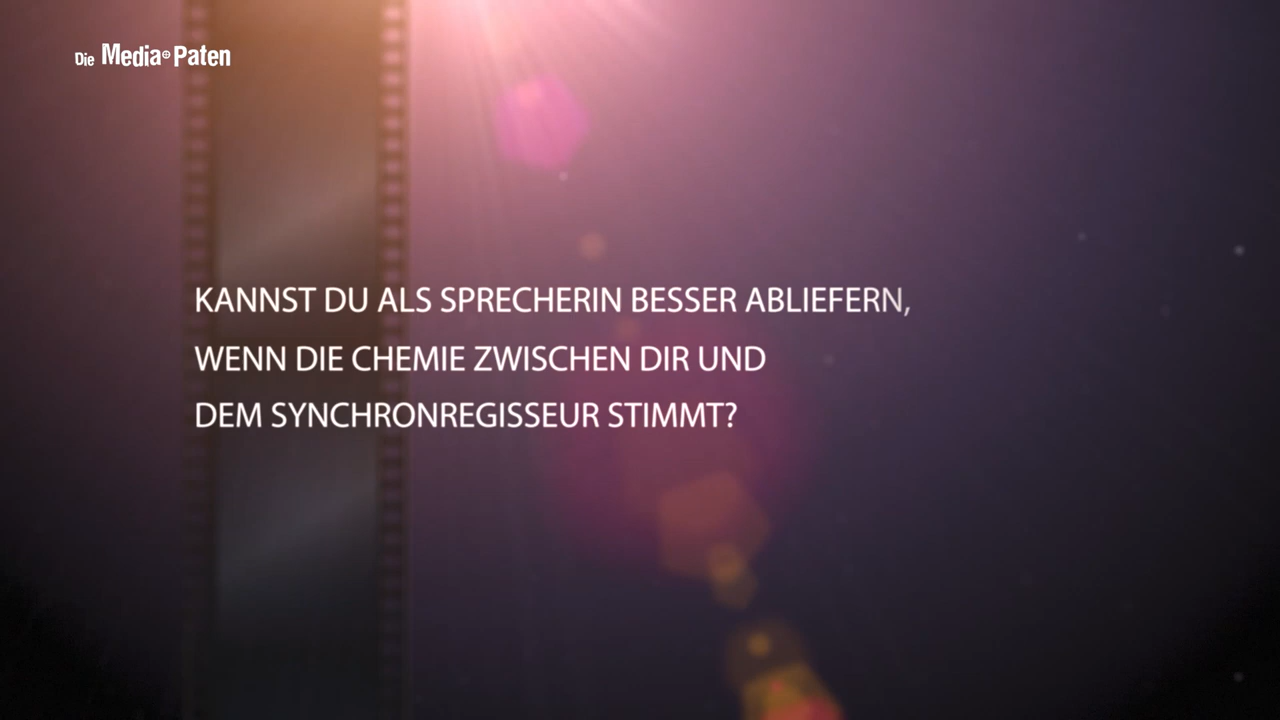 Die Media Paten
KANNST DU ALS SPRECHERIN BESSER ABLIEFERN,
WENN DIE CHEMIE ZWISCHEN DIR UND
DEM SYNCHRONREGISSEUR STIMMT?